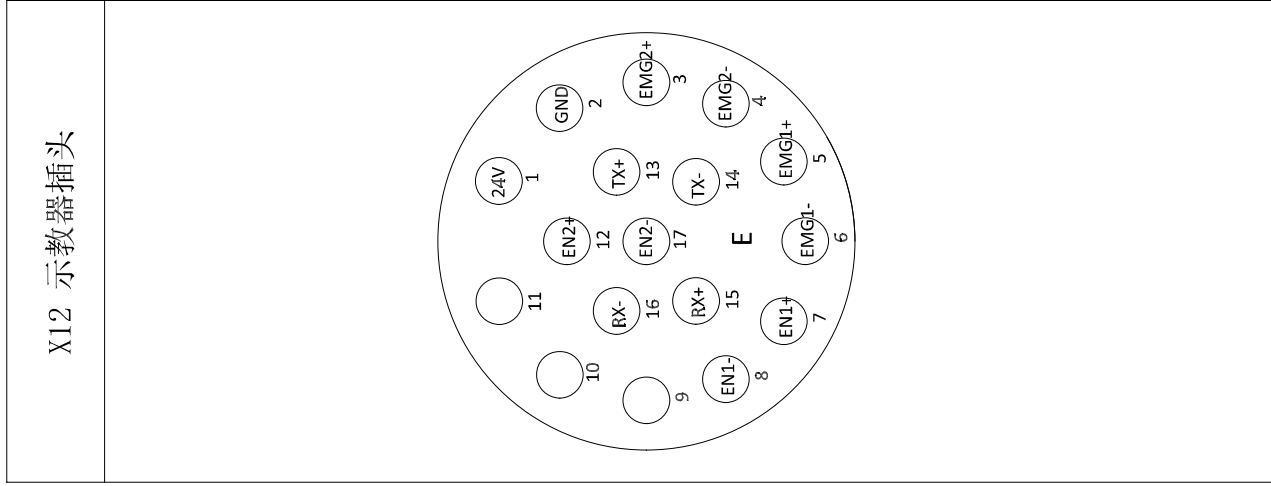 X12 示教器插头
24V
1
GND
2
EMG2+
3
EMG2-
4
EMG1+
5
EMG1-
6
EN1+
7
EN1-
8
9
10
11
EN2+
12
TX+
13
TX-
14
RX+
15
RX-
16
EN2-
17
E